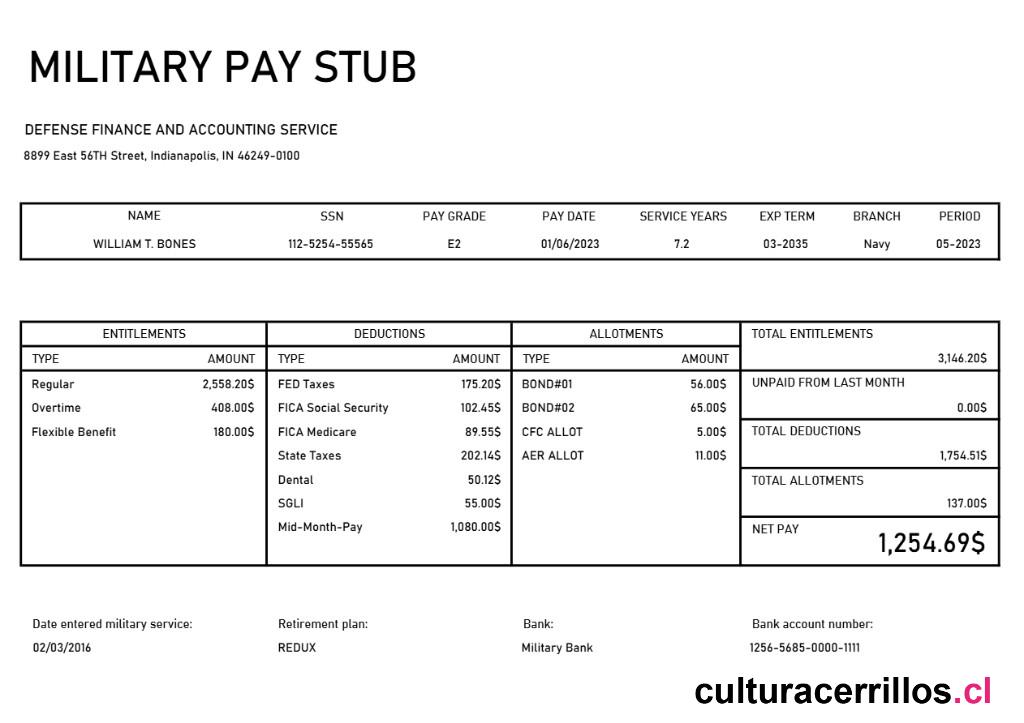 MILITARY PAY STUB
DEFENSE FINANCE AND ACCOUNTING SERVICE
8899 East 56TH Street, Indianapolis, IN 46249-0100
NAME SSN PAY GRADE PAY DATE SERVICE YEARS EXP TERM BRANCH PERIOD
WILLIAM T. BONES 112-5254-55565 E2 01/06/2023 7.2 03-2035 Navy 05-2023
ENTITLEMENTS DEDUCTIONS ALLOTMENTS TOTAL ENTITLEMENTS
TYPE AMOUNT TYPE AMOUNT TYPE AMOUNT 3,146.20$
Regular 2,558.20$ FED Taxes 175.20$ BOND#01 56.00$ UNPAID FROM LAST MONTH
Overtime 408.00$ FICA Social Security 102.45$ BOND#02 65.00$ 0.00$
Flexible Benefit 180.00$ FICA Medicare 89.55$ CFC ALLOT 5.00$ TOTAL DEDUCTIONS
State Taxes 202.14$ AER ALLOT 11.00$ 1,754.51$
Dental 50.12$ TOTAL ALLOTMENTS
SGLI 55.00$ 137.00$
Mid-Month-Pay 1,080.00$ NET PAY
1,254.69$
Date entered military service: Retirement plan: Bank: Bank account number:
02/03/2016 REDUX Military Bank 1256-5685-0000-1111
culturacerrillos.cl